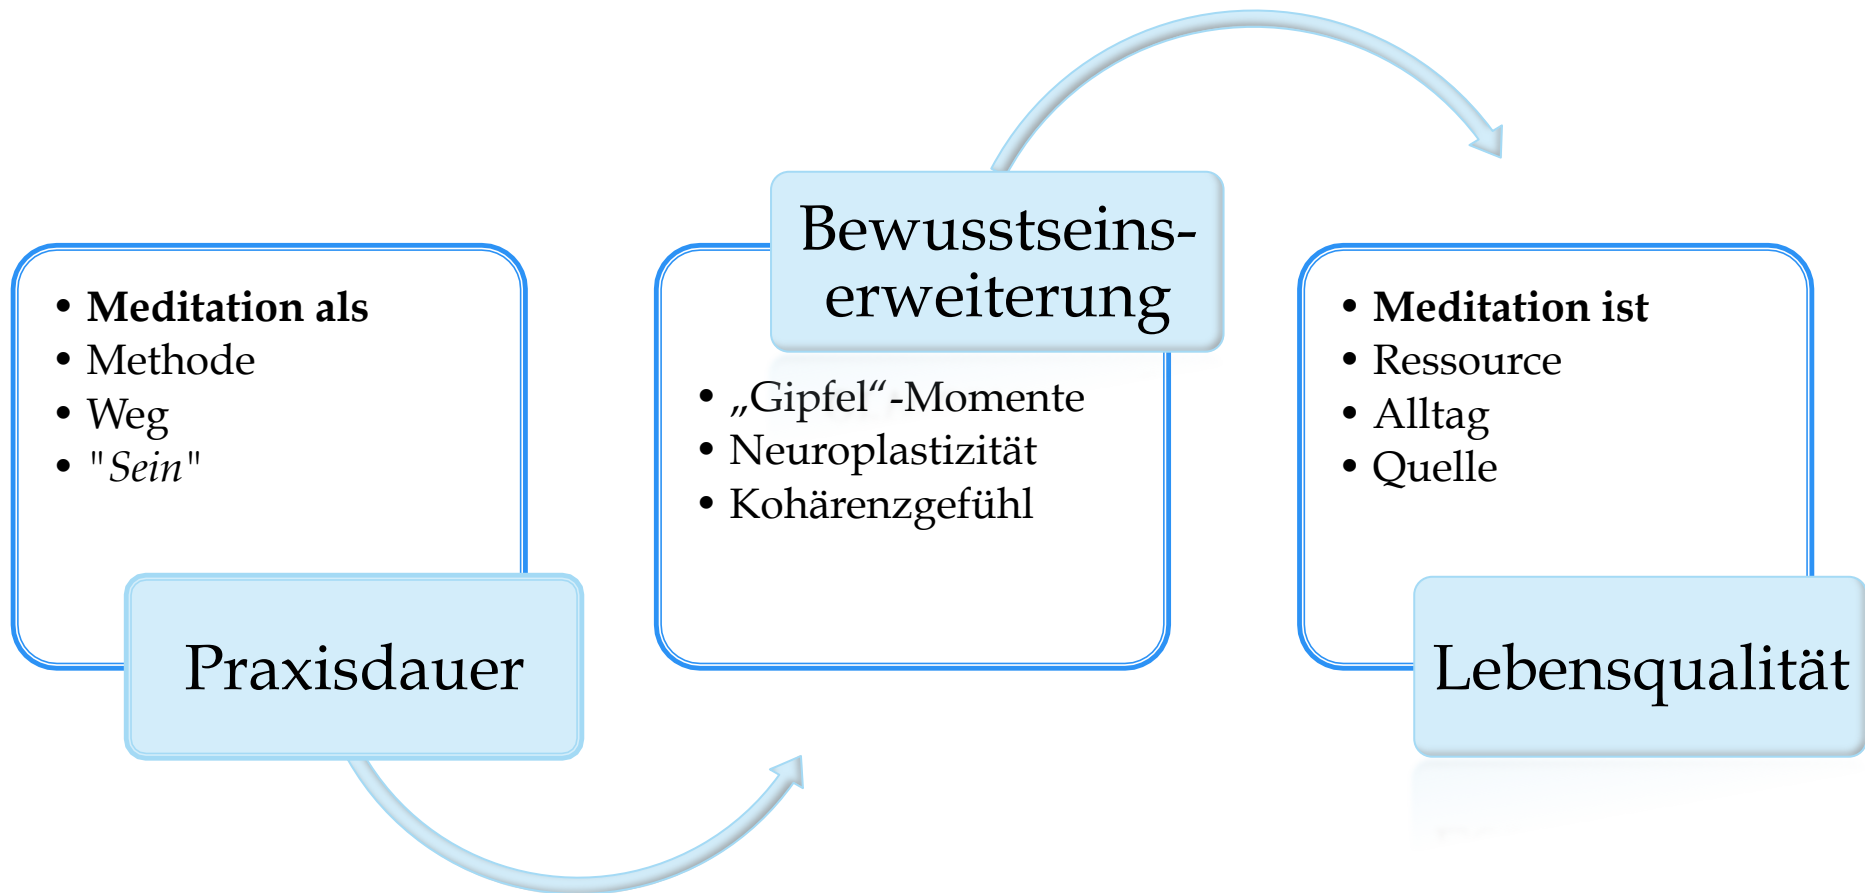 • Meditation als
• Methode
• Weg
• "Sein"
Praxisdauer
Bewusstseins-
erweiterung
• „Gipfel“-Momente
• Neuroplastizität
• Kohärenzgefühl
• Meditation ist
• Ressource
• Alltag
• Quelle
Lebensqualität